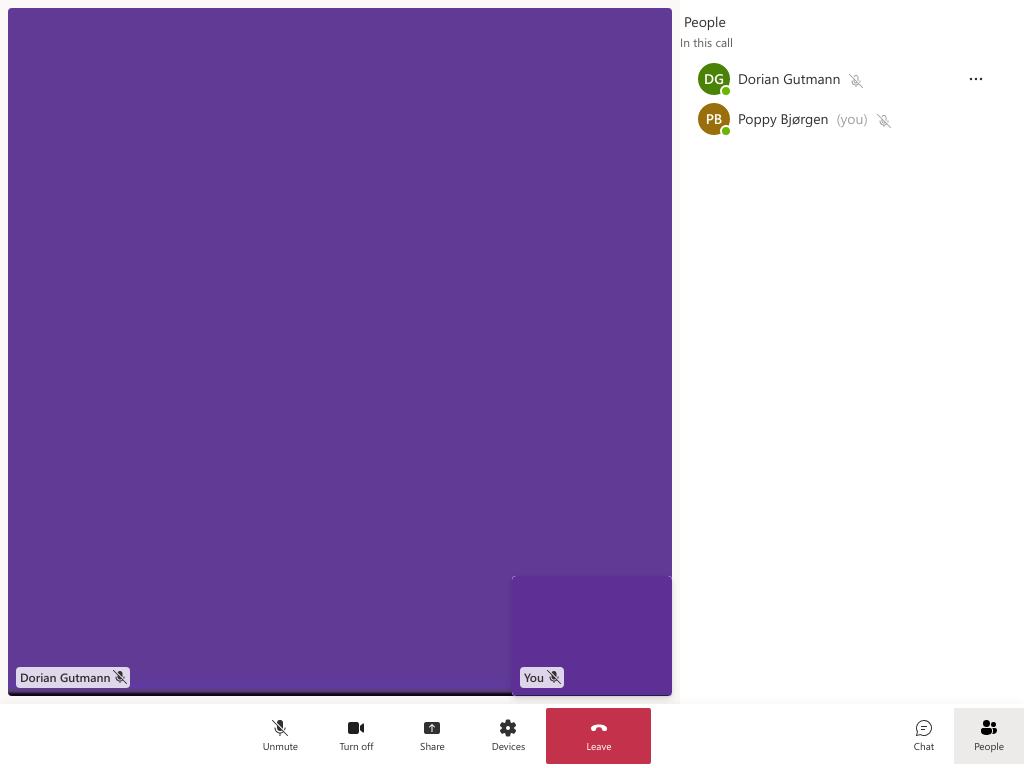 People
In this call
DG Dorian Gutmann
PB Poppy Bjørgen (you)
Dorian Gutmann
You
Unmute Turn off Share Devices Leave Chat People